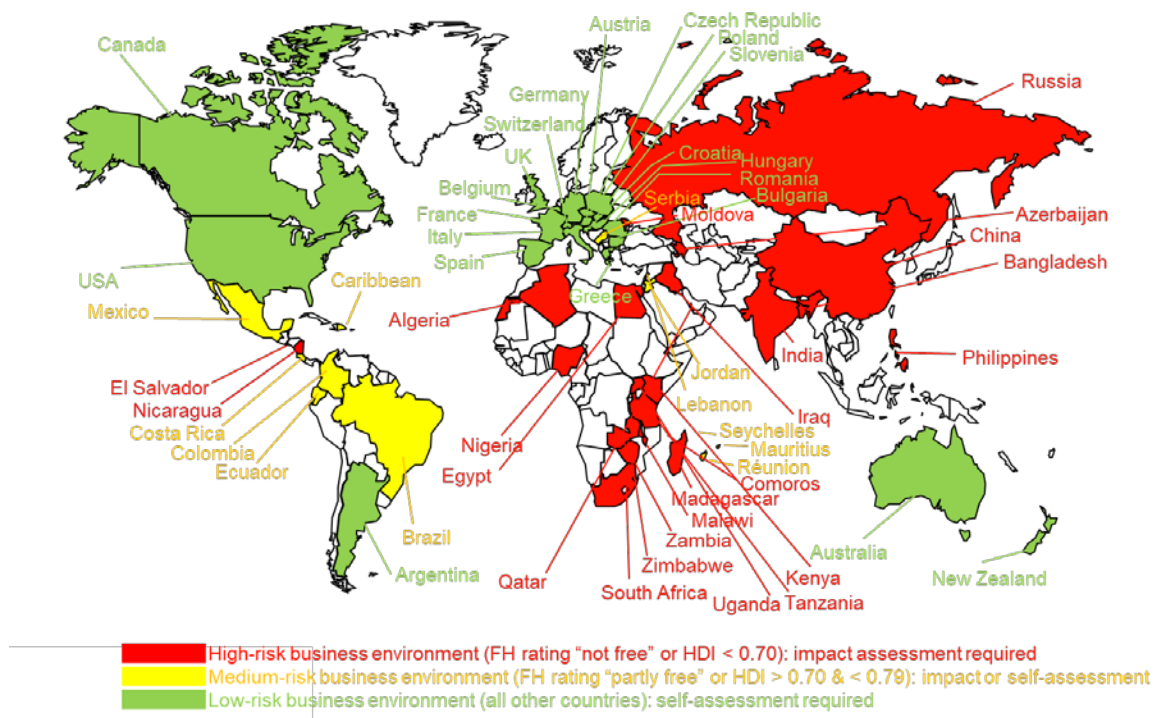 Austria
Czech Republic
Poland
Slovenia
Canada
Russia
Germany
Switzerland
UK
Croatia
Hungary
Romania
Belgium
Serbia
Bulgaria
France
Moldova
Azerbaijan
Italy
China
Spain
Bangladesh
USA
Caribbean
Greece
Mexico
Algeria
India
Philippines
El Salvador
Jordan
Nicaragua
Lebanon
Iraq
Costa Rica
Seychelles
Colombia
Nigeria
Mauritius
Ecuador
Egypt
Réunion
Comoros
Madagascar
Malawi
Brazil
Zambia
Australia
Zimbabwe
Argentina
Qatar
Kenya
New Zealand
South Africa
Uganda
Tanzania
High-risk business environment (FH rating “not free” or HDI < 0.70): impact assessment required
Medium-risk business environment (FH rating “partly free” or HDI > 0.70 & < 0.79): impact or self-assessment
Low-risk business environment (all other countries): self-assessment required